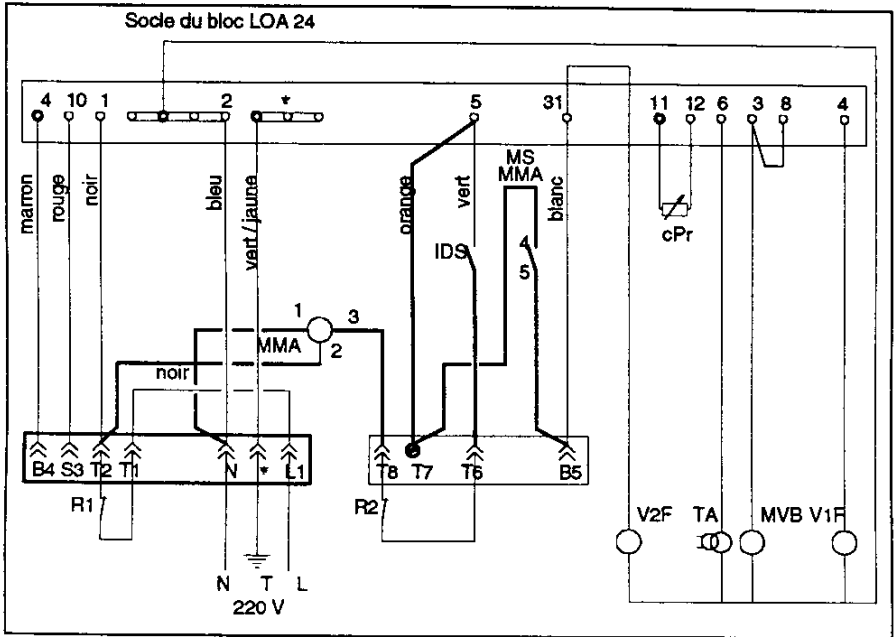 Socle du bloc LOA 24
4 10 1 2 * 5 31 11 12 6 3 8 4
marron
rouge
noir
bleu
vert / jaune
orange
vert
MS
MMA
blanc
cPr
IDS
4
5
1
3
MMA
2
noir
B4 S3 T2 T1 N * L1
T8 T7 T6 B5
R1
R2
V2F TA MVB V1F
N T L
220 V